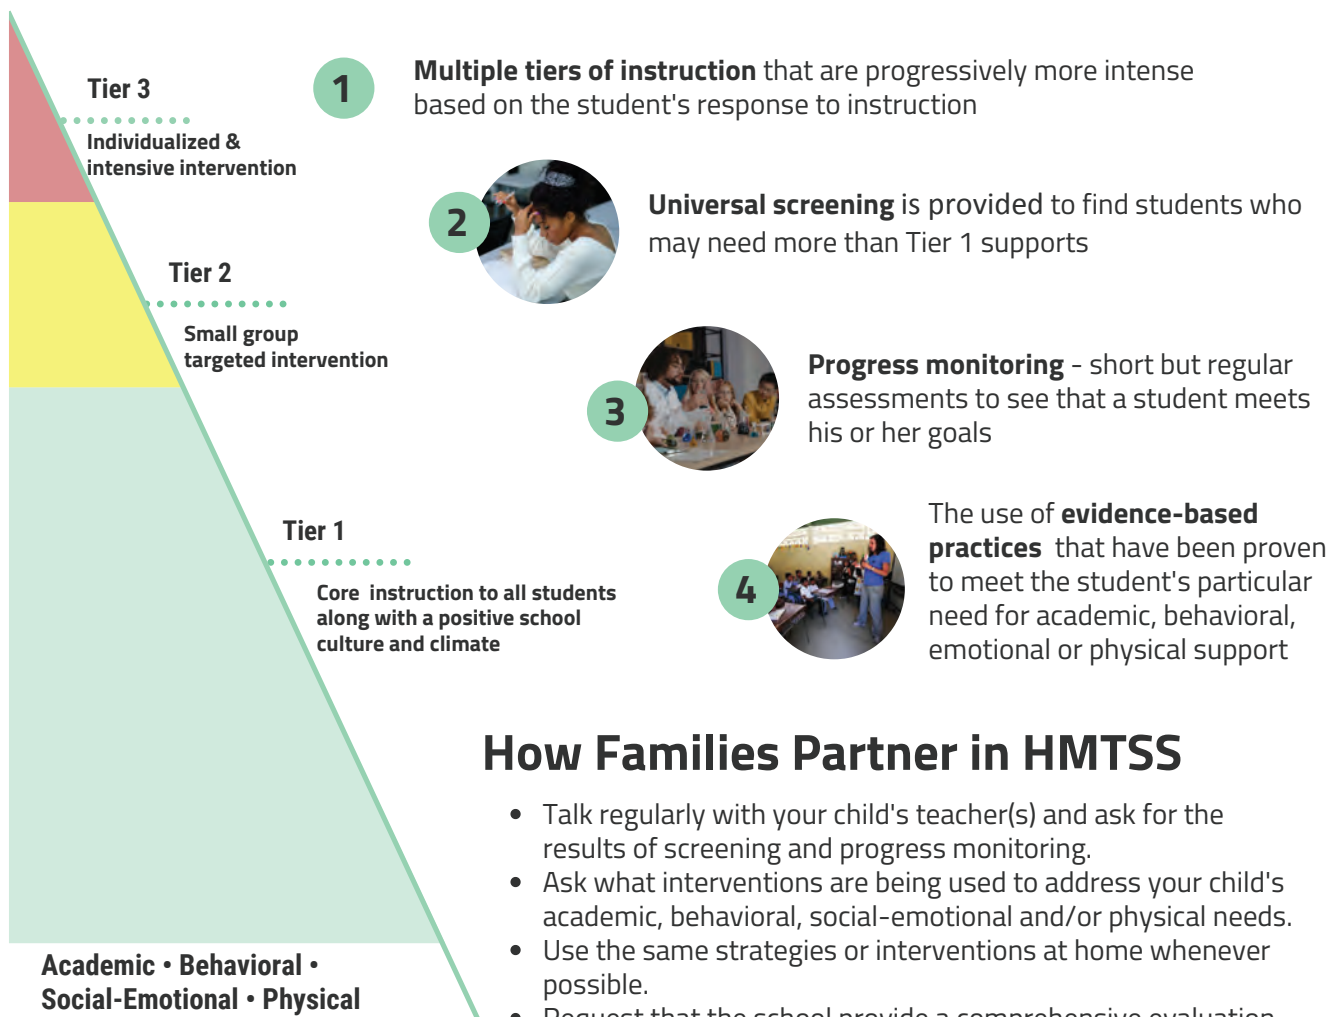 Tier 3
Individualized &
intensive intervention
1
Multiple tiers of instruction that are progressively more intense
based on the student's response to instruction
2
Universal screening is provided to find students who
may need more than Tier 1 supports
Tier 2
Small group
targeted intervention
3
Progress monitoring - short but regular
assessments to see that a student meets
his or her goals
Tier 1
Core instruction to all students
along with a positive school
culture and climate
4
The use of evidence-based
practices that have been proven
to meet the student's particular
need for academic, behavioral,
emotional or physical support
How Families Partner in HMTSS
• Talk regularly with your child's teacher(s) and ask for the
results of screening and progress monitoring.
• Ask what interventions are being used to address your child's
academic, behavioral, social-emotional and/or physical needs.
• Use the same strategies or interventions at home whenever
possible.
• Request that the school provide a comprehensive evaluation
Academic • Behavioral •
Social-Emotional • Physical